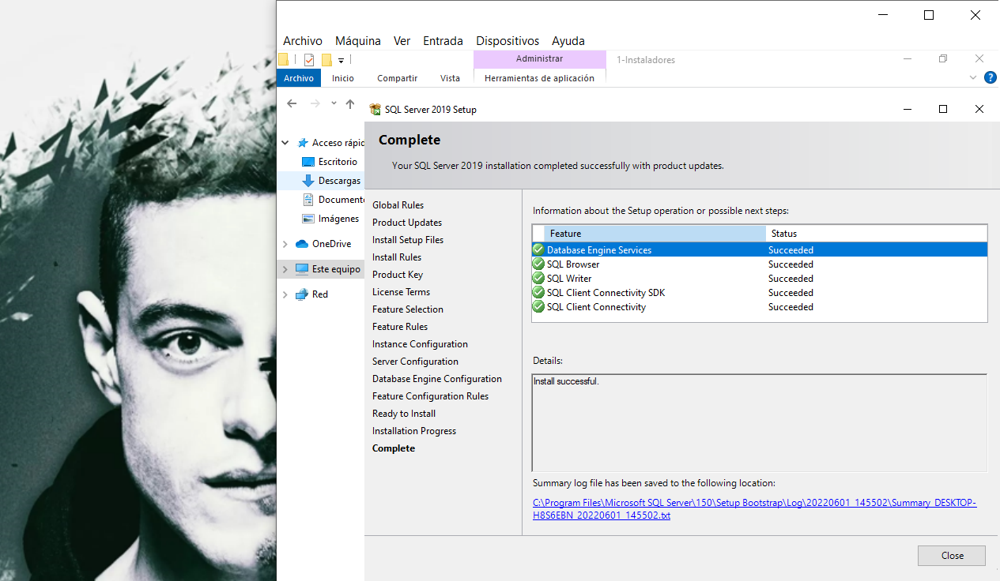 Archivo Máquina Ver Entrada Dispositivos Ayuda
Administrar 1-Instaladores
Archivo Inicio Compartir Vista Herramientas de aplicación
SQL Server 2019 Setup
Acceso rápid
Escritorio
Descargas
Documento
Imágenes
OneDrive
Este equipo
Red
Complete
Your SQL Server 2019 installation completed successfully with product updates.
Global Rules
Product Updates
Install Setup Files
Install Rules
Product Key
License Terms
Feature Selection
Feature Rules
Instance Configuration
Server Configuration
Database Engine Configuration
Feature Configuration Rules
Ready to Install
Installation Progress
Complete
Information about the Setup operation or possible next steps:
Feature Status
Database Engine Services Succeeded
SQL Browser Succeeded
SQL Writer Succeeded
SQL Client Connectivity SDK Succeeded
SQL Client Connectivity Succeeded
Details:
Install successful.
Summary log file has been saved to the following location:
C:\Program Files\Microsoft SQL Server\150\Setup Bootstrap\Log\20220601_145502\Summary_DESKTOP-
H8S6EBN_20220601_145502.txt
Close